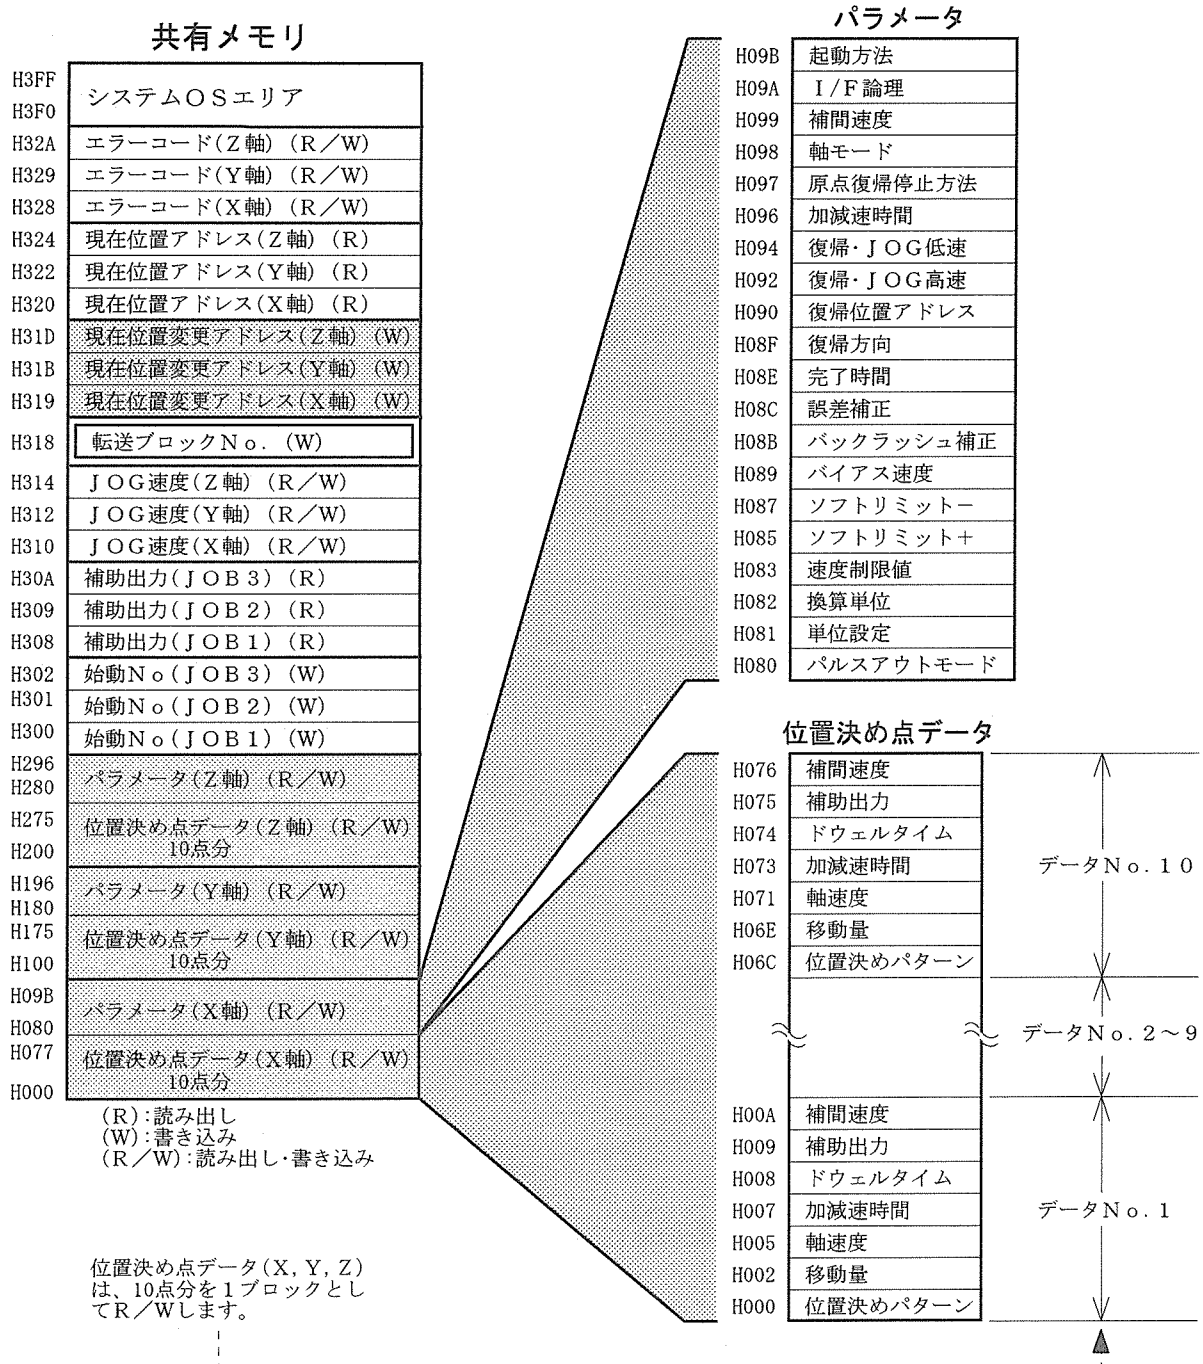 共有メモリ
H3FF
システムOSエリア
H3F0
H32A エラーコード(Z軸) (R/W)
H329 エラーコード(Y軸) (R/W)
H328 エラーコード(X軸) (R/W)
H324 現在位置アドレス(Z軸) (R)
H322 現在位置アドレス(Y軸) (R)
H320 現在位置アドレス(X軸) (R)
H31D 現在位置変更アドレス(Z軸) (W)
H31B 現在位置変更アドレス(Y軸) (W)
H319 現在位置変更アドレス(X軸) (W)
H318 転送ブロックNo. (W)
H314 JOG速度(Z軸) (R/W)
H312 JOG速度(Y軸) (R/W)
H310 JOG速度(X軸) (R/W)
H30A 補助出力(JOB3) (R)
H309 補助出力(JOB2) (R)
H308 補助出力(JOB1) (R)
H302 始動No(JOB3) (W)
H301 始動No(JOB2) (W)
H300 始動No(JOB1) (W)
H296
パラメータ(Z軸) (R/W)
H280
H275
位置決め点データ(Z軸) (R/W)
H200 10点分
H196
パラメータ(Y軸) (R/W)
H180
H175
位置決め点データ(Y軸) (R/W)
H100 10点分
H09B
パラメータ(X軸) (R/W)
H080
H077
位置決め点データ(X軸) (R/W)
10点分
H000
(R):読み出し
(W):書き込み
(R/W):読み出し・書き込み
位置決め点データ(X, Y, Z)
は、10点分を1ブロックとし
てR/Wします。
パラメータ
H09B 起動方法
H09A I/F論理
H099 補間速度
H098 軸モード
H097 原点復帰停止方法
H096 加減速時間
H094 復帰・JOG低速
H092 復帰・JOG高速
H090 復帰位置アドレス
H08F 復帰方向
H08E 完了時間
H08C 誤差補正
H08B バックラッシュ補正
H089 バイアス速度
H087 ソフトリミット−
H085 ソフトリミット+
H083 速度制限値
H082 換算単位
H081 単位設定
H080 パルスアウトモード
位置決め点データ
H076 補間速度
H075 補助出力
H074 ドウェルタイム
H073 加減速時間
H071 軸速度
H06E 移動量
H06C 位置決めパターン
データNo.10
データNo.2～9
H00A 補間速度
H009 補助出力
H008 ドウェルタイム
H007 加減速時間
H005 軸速度
H002 移動量
H000 位置決めパターン
データNo.1